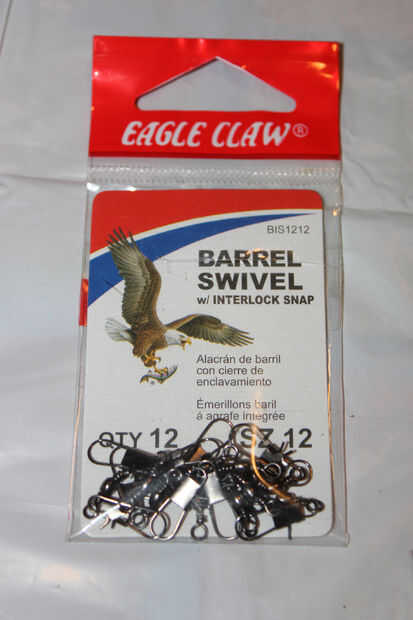 EAGLE CLAW®
BIS1212
BARREL
SWIVEL
w/ INTERLOCK SNAP
Alacrán de barril
con cierre de
enclavamiento
Émerillons baril
à agrafe intégrée
QTY 12 SZ 12